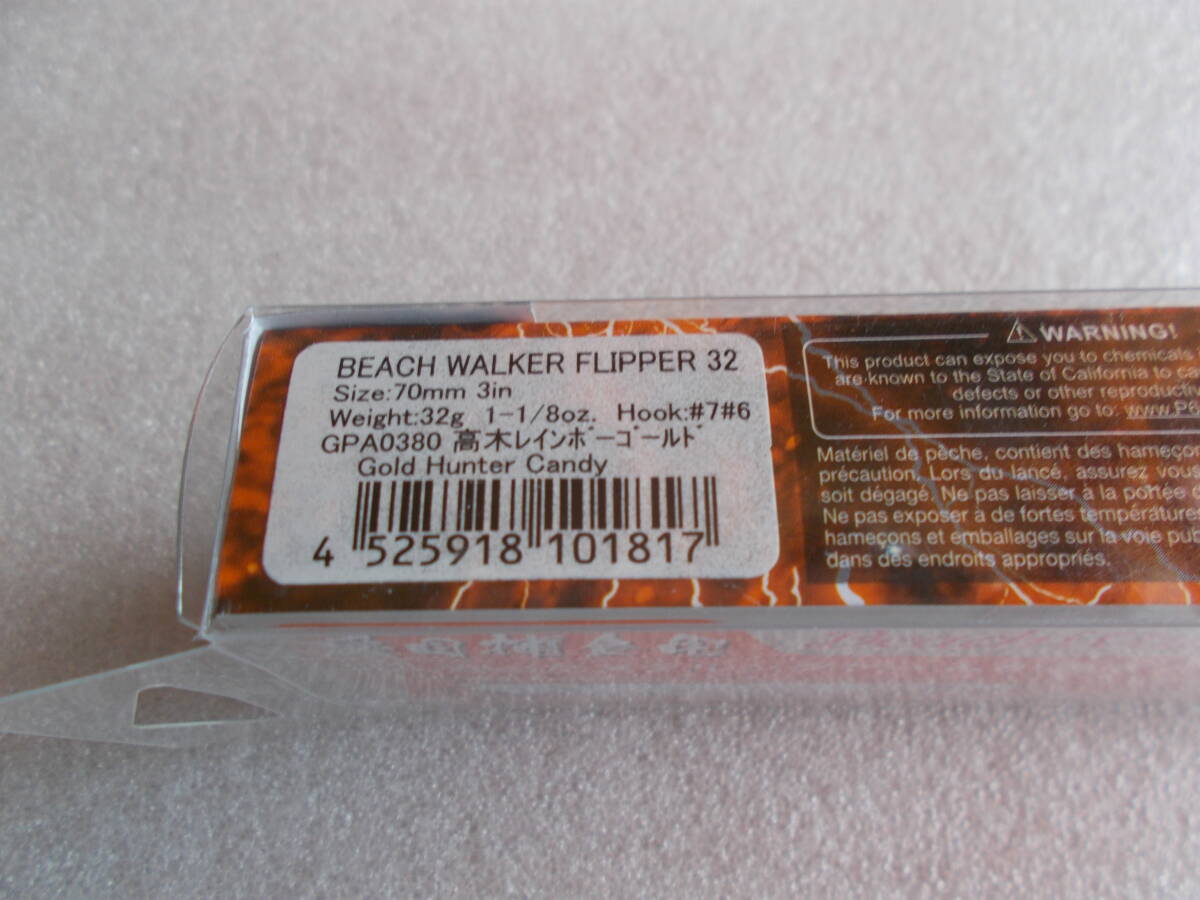 BEACH WALKER FLIPPER 32
Size:70mm 3in
Weight:32g 1-1/8oz. Hook:#7#6
GPA0380 高木ﾚｲﾝﾎﾞｰｺﾞｰﾙﾄﾞ
Gold Hunter Candy
4 525918 101817
⚠WARNING!
This product can expose you to chemicals
are known to the State of California to ca
defects or other reproducti
For more information go to: www.P6
Matériel de pêche, contient des hameçon
précaution. Lors du lancé, assurez vous
soit dégagé. Ne pas laisser à la portée
Ne pas exposer à de fortes températures
hameçons et emballages sur la voie pub
dans des endroits appropriés.